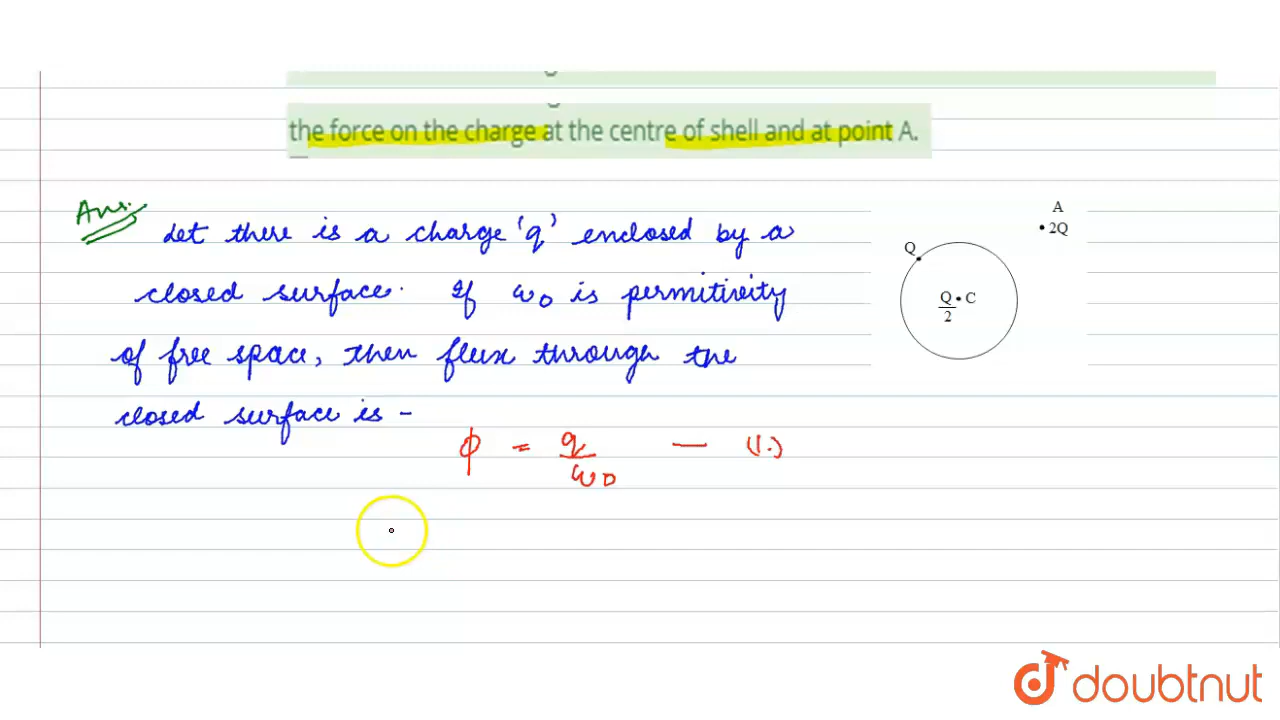 the force on the charge at the centre of shell and at point A.
Ans.
Let there is a charge 'q' enclosed by a
closed surface. If ω0 is permitivity
of free space, then flux through the
closed surface is -
ϕ = q/ω0 — (1.)
A
• 2Q
Q
Q/2 • C
doubtnut